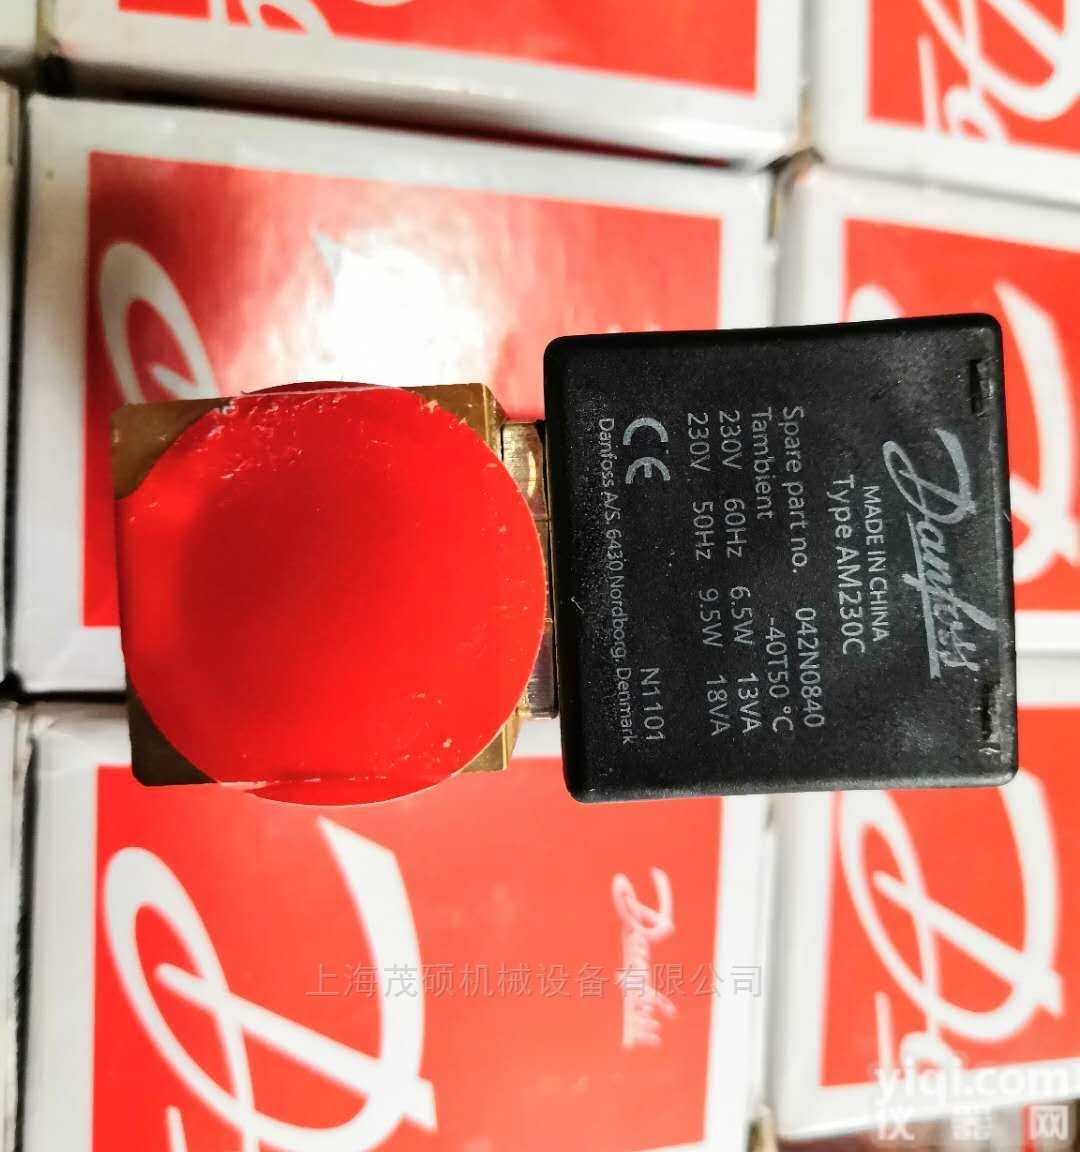 Danfoss
MADE IN CHINA
Type AM230C
Spare part no. 042N0840
Tambient -40T50 °C
230V 60Hz 6.5W 13VA
230V 50Hz 9.5W 18VA
CE N1101
Danfoss A/S, 6430 Nordborg, Denmark
Danfoss
上海茂硕机械设备有限公司
yiqi.com
仪器网